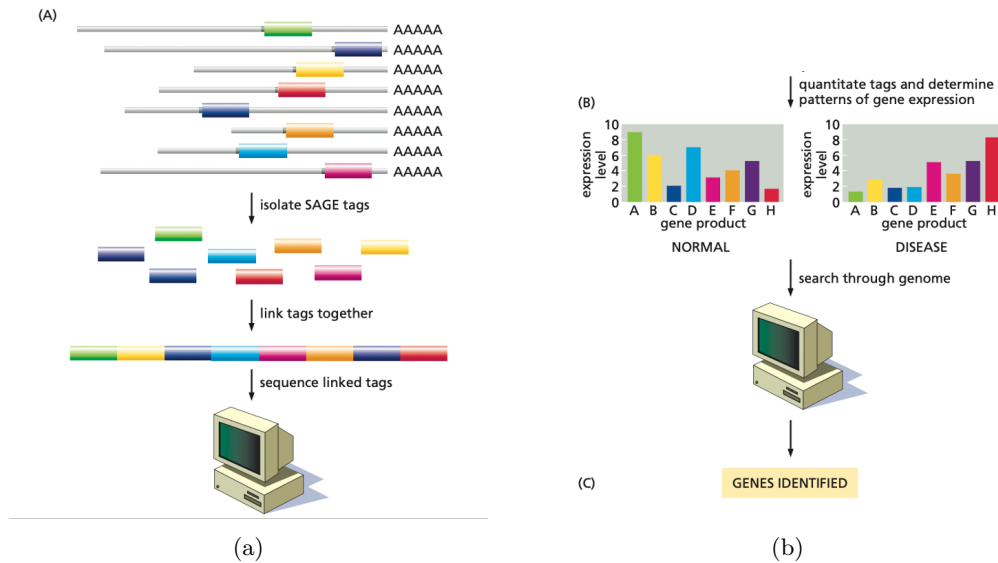 (A)
AAAAA
AAAAA
AAAAA
AAAAA
AAAAA
AAAAA
AAAAA
AAAAA
isolate SAGE tags
link tags together
sequence linked tags
(a)
quantitate tags and determine
patterns of gene expression
(B)
10
8
6
4
2
0
expression
level
A B C D E F G H
gene product
NORMAL
10
8
6
4
2
0
expression
level
A B C D E F G H
gene product
DISEASE
search through genome
(C)
GENES IDENTIFIED
(b)